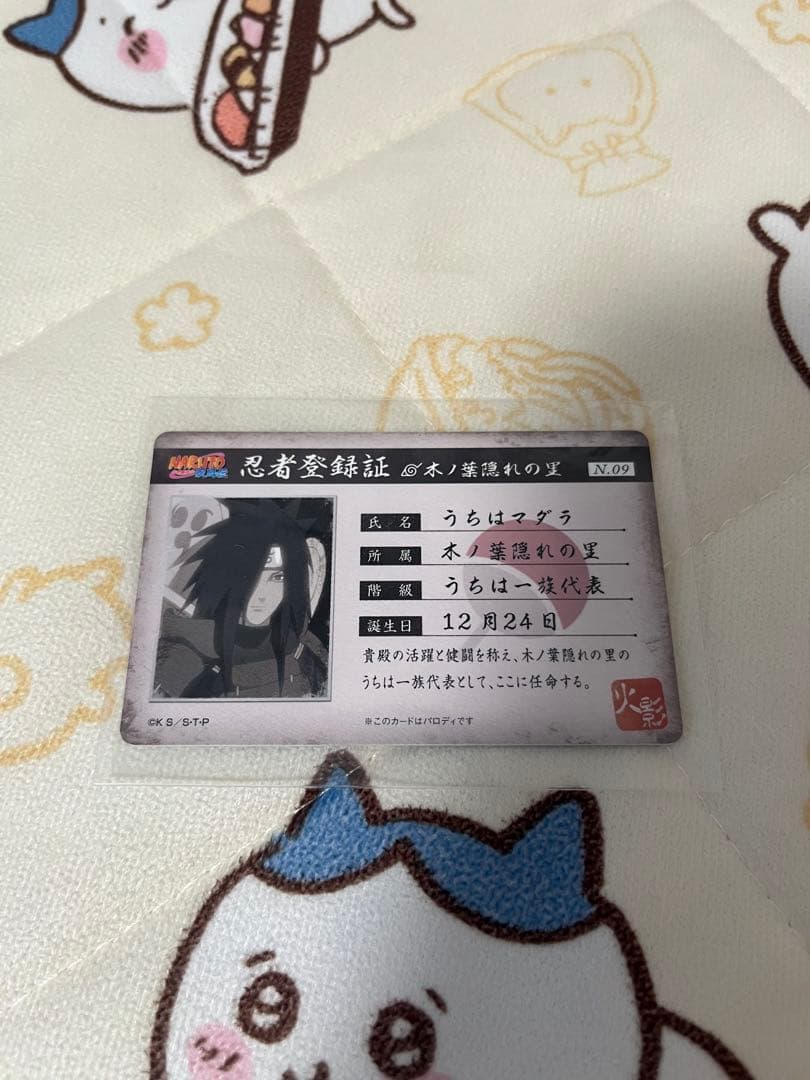 NARUTO 疾風伝 忍者登録証 木ノ葉隠れの里 N.09
氏名 うちはマダラ
所属 木ノ葉隠れの里
階級 うちは一族代表
誕生日 12月24日
貴殿の活躍と健闘を称え、木ノ葉隠れの里の
うちは一族代表として、ここに任命する。
火影
©K S／S・T・P
※このカードはパロディです